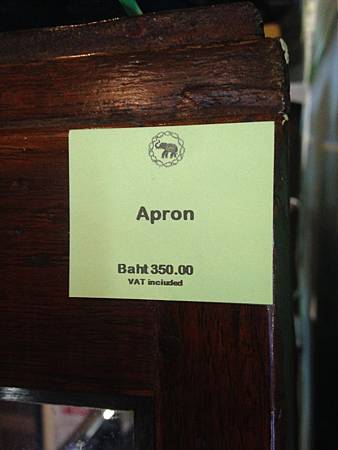 Apron
Baht 350.00
VAT included